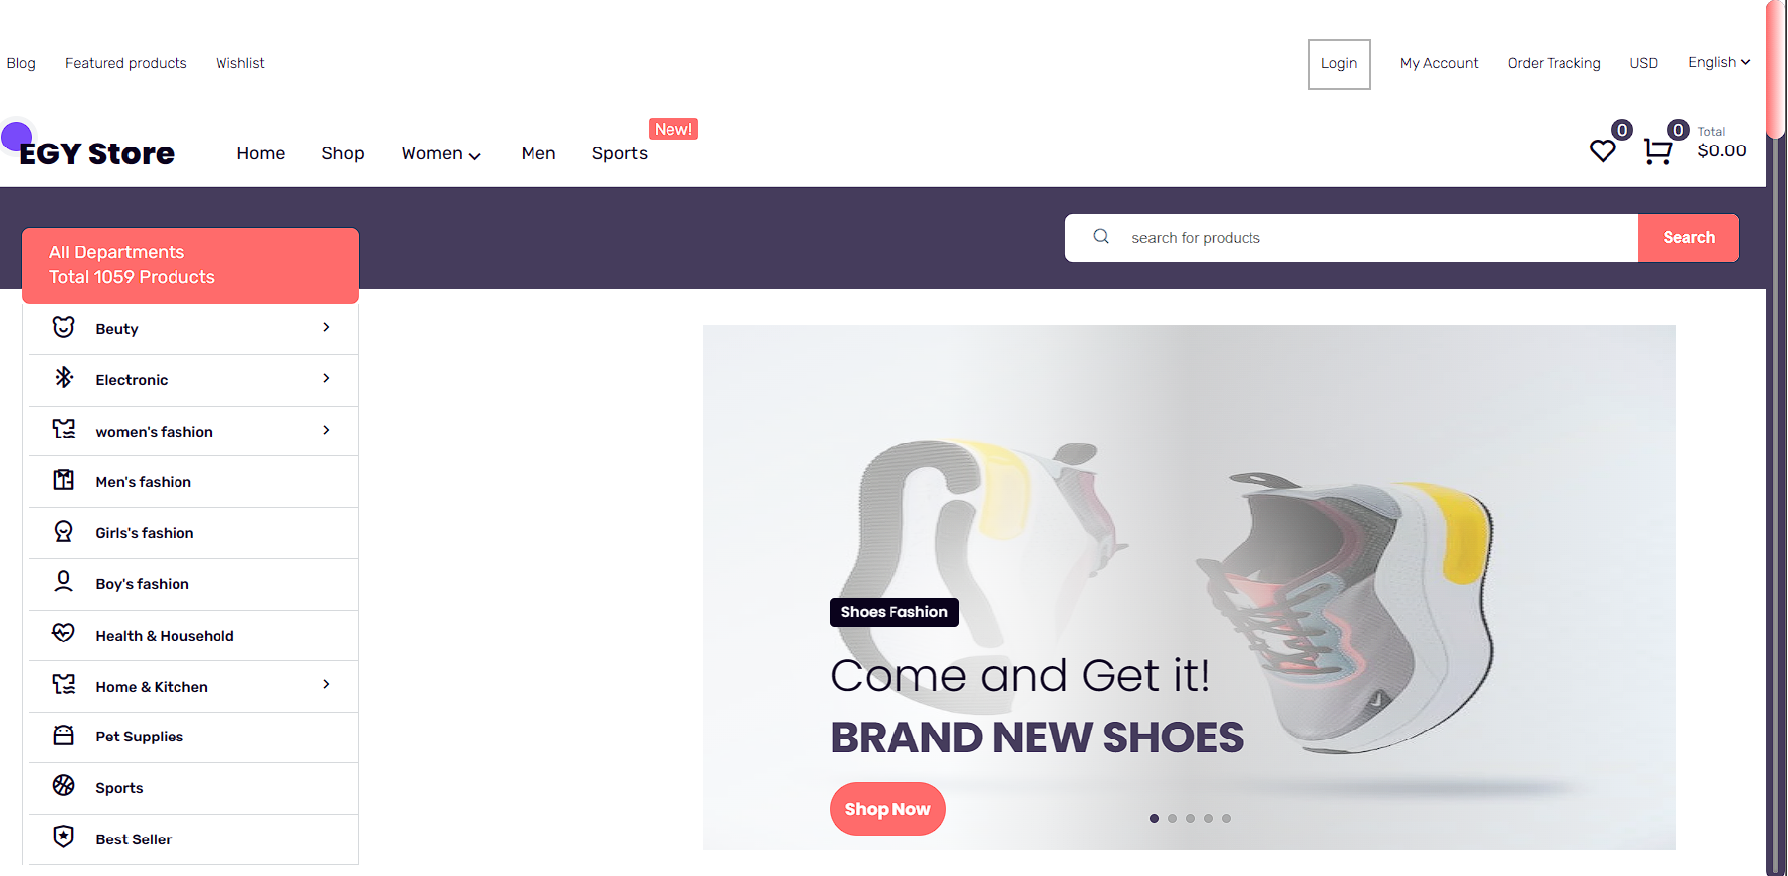 Blog Featured products Wishlist
Login My Account Order Tracking USD English
EGY Store Home Shop Women Men Sports New! 0 0 Total
$0.00
All Departments
Total 1059 Products
search for products Search
Beuty
Electronic
women's fashion
Men's fashion
Girls's fashion
Boy's fashion
Health & Household
Home & Kitchen
Pet Supplies
Sports
Best Seller
Shoes Fashion
Come and Get it!
BRAND NEW SHOES
Shop Now